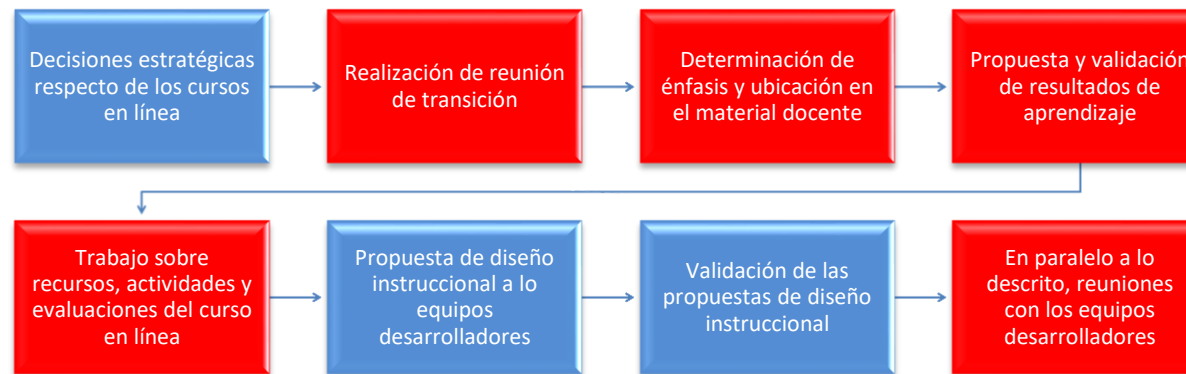 Decisiones estratégicas
respecto de los cursos
en línea
Realización de reunión
de transición
Determinación de
énfasis y ubicación en
el material docente
Propuesta y validación
de resultados de
aprendizaje
Trabajo sobre
recursos, actividades y
evaluaciones del curso
en línea
Propuesta de diseño
instruccional a lo
equipos
desarrolladores
Validación de las
propuestas de diseño
instruccional
En paralelo a lo
descrito, reuniones
con los equipos
desarrolladores